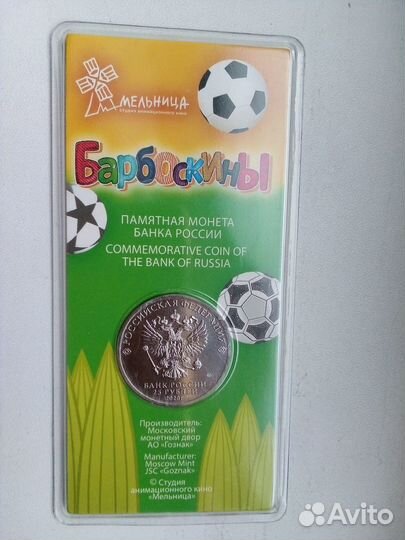 МЕЛЬНИЦА
студия анимационного кино
Барбоскины
ПАМЯТНАЯ МОНЕТА
БАНКА РОССИИ
COMMEMORATIVE COIN OF
THE BANK OF RUSSIA
РОССИЙСКАЯ ФЕДЕРАЦИЯ
БАНК РОССИИ
25 РУБЛЕЙ
2020
Производитель:
Московский
монетный двор
АО «Гознак»
Manufacturer:
Moscow Mint
JSC «Goznak»
© Студия
анимационного кино
«Мельница»
Avito